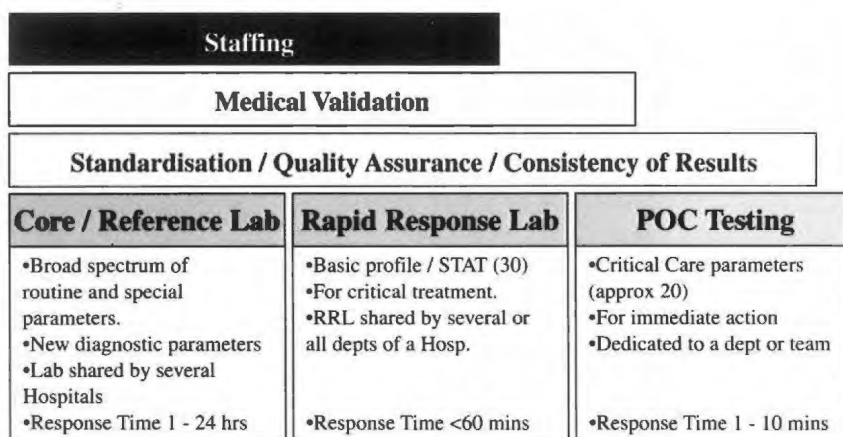 Staffing
Medical Validation
Standardisation / Quality Assurance / Consistency of Results
Core / Reference Lab
•Broad spectrum of
routine and special
parameters.
•New diagnostic parameters
•Lab shared by several
Hospitals
•Response Time 1 - 24 hrs
Rapid Response Lab
•Basic profile / STAT (30)
•For critical treatment.
•RRL shared by several or
all depts of a Hosp.
•Response Time <60 mins
POC Testing
•Critical Care parameters
(approx 20)
•For immediate action
•Dedicated to a dept or team
•Response Time 1 - 10 mins